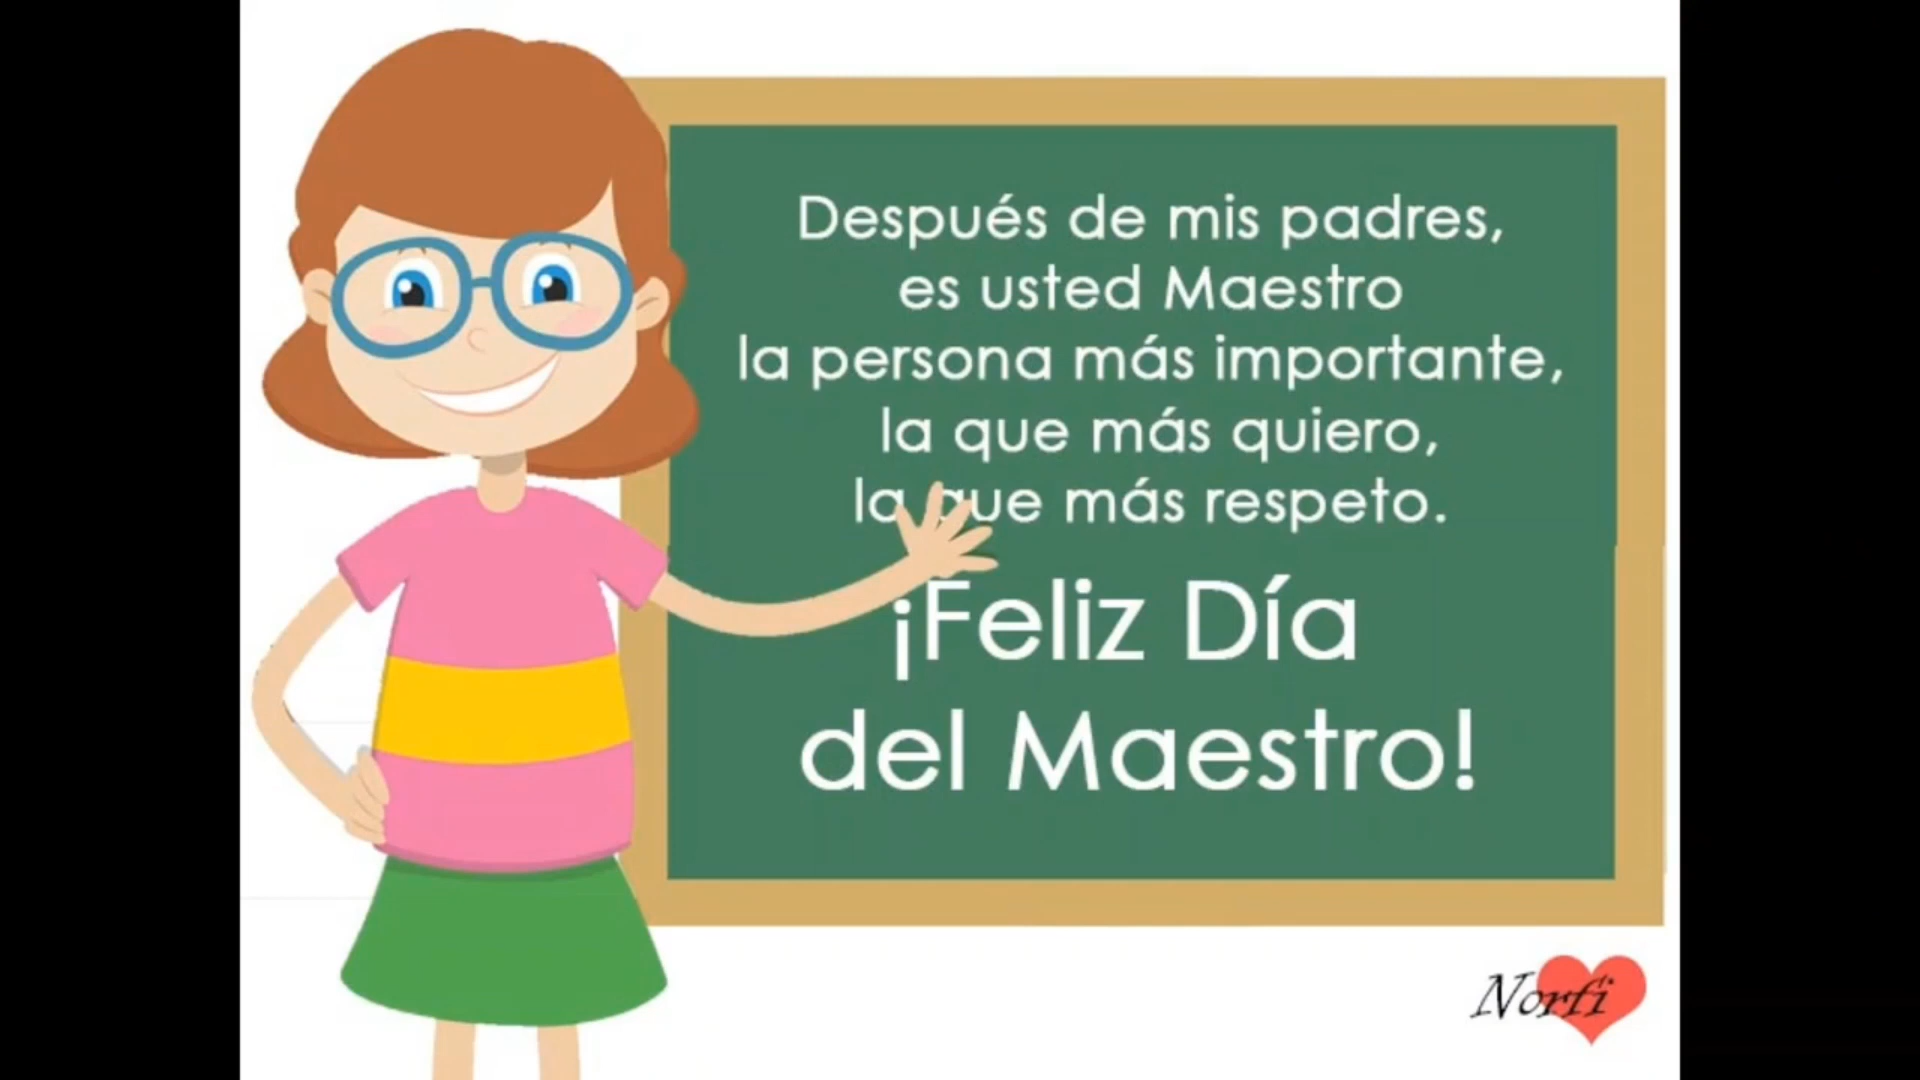 Después de mis padres,
es usted Maestro
la persona más importante,
la que más quiero,
la que más respeto.
¡Feliz Día
del Maestro!
Norfi